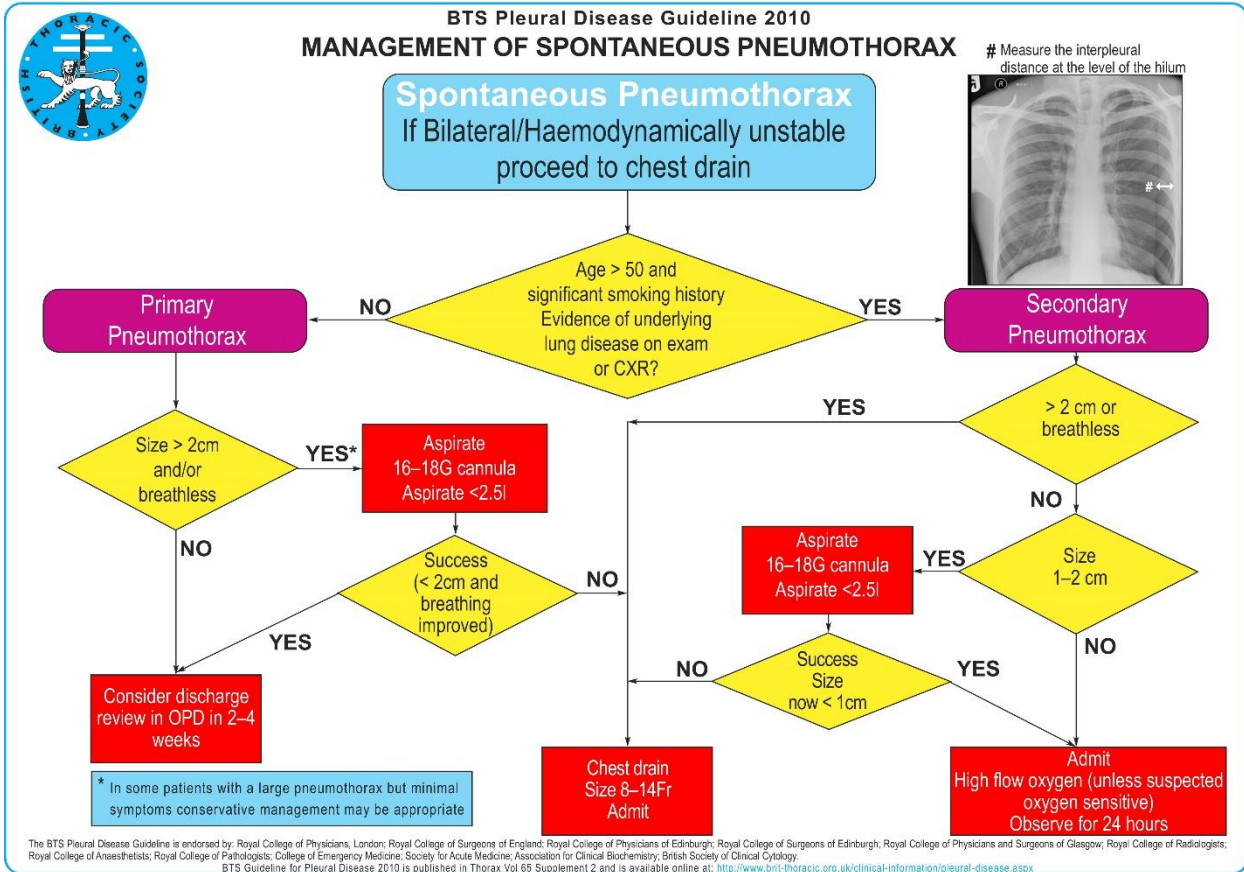 BTS Pleural Disease Guideline 2010
MANAGEMENT OF SPONTANEOUS PNEUMOTHORAX
BRITISH · THORACIC · SOCIETY
# Measure the interpleural
distance at the level of the hilum
R
#
Spontaneous Pneumothorax
If Bilateral/Haemodynamically unstable
proceed to chest drain
Age > 50 and
significant smoking history
Evidence of underlying
lung disease on exam
or CXR?
NO
YES
Primary
Pneumothorax
Secondary
Pneumothorax
Size > 2cm
and/or
breathless
YES*
NO
Aspirate
16–18G cannula
Aspirate <2.5l
Success
(< 2cm and
breathing
improved)
YES
NO
Consider discharge
review in OPD in 2–4
weeks
> 2 cm or
breathless
YES
NO
Size
1–2 cm
YES
NO
Aspirate
16–18G cannula
Aspirate <2.5l
Success
Size
now < 1cm
NO
YES
Chest drain
Size 8–14Fr
Admit
Admit
High flow oxygen (unless suspected
oxygen sensitive)
Observe for 24 hours
* In some patients with a large pneumothorax but minimal
symptoms conservative management may be appropriate
The BTS Pleural Disease Guideline is endorsed by: Royal College of Physicians, London; Royal College of Surgeons of England; Royal College of Physicians of Edinburgh; Royal College of Surgeons of Edinburgh; Royal College of Physicians and Surgeons of Glasgow; Royal College of Radiologists;
Royal College of Anaesthetists; Royal College of Pathologists; College of Emergency Medicine; Society for Acute Medicine; Association for Clinical Biochemistry; British Society of Clinical Cytology.
BTS Guideline for Pleural Disease 2010 is published in Thorax Vol 65 Supplement 2 and is available online at: http://www.brit-thoracic.org.uk/clinical-information/pleural-disease.aspx